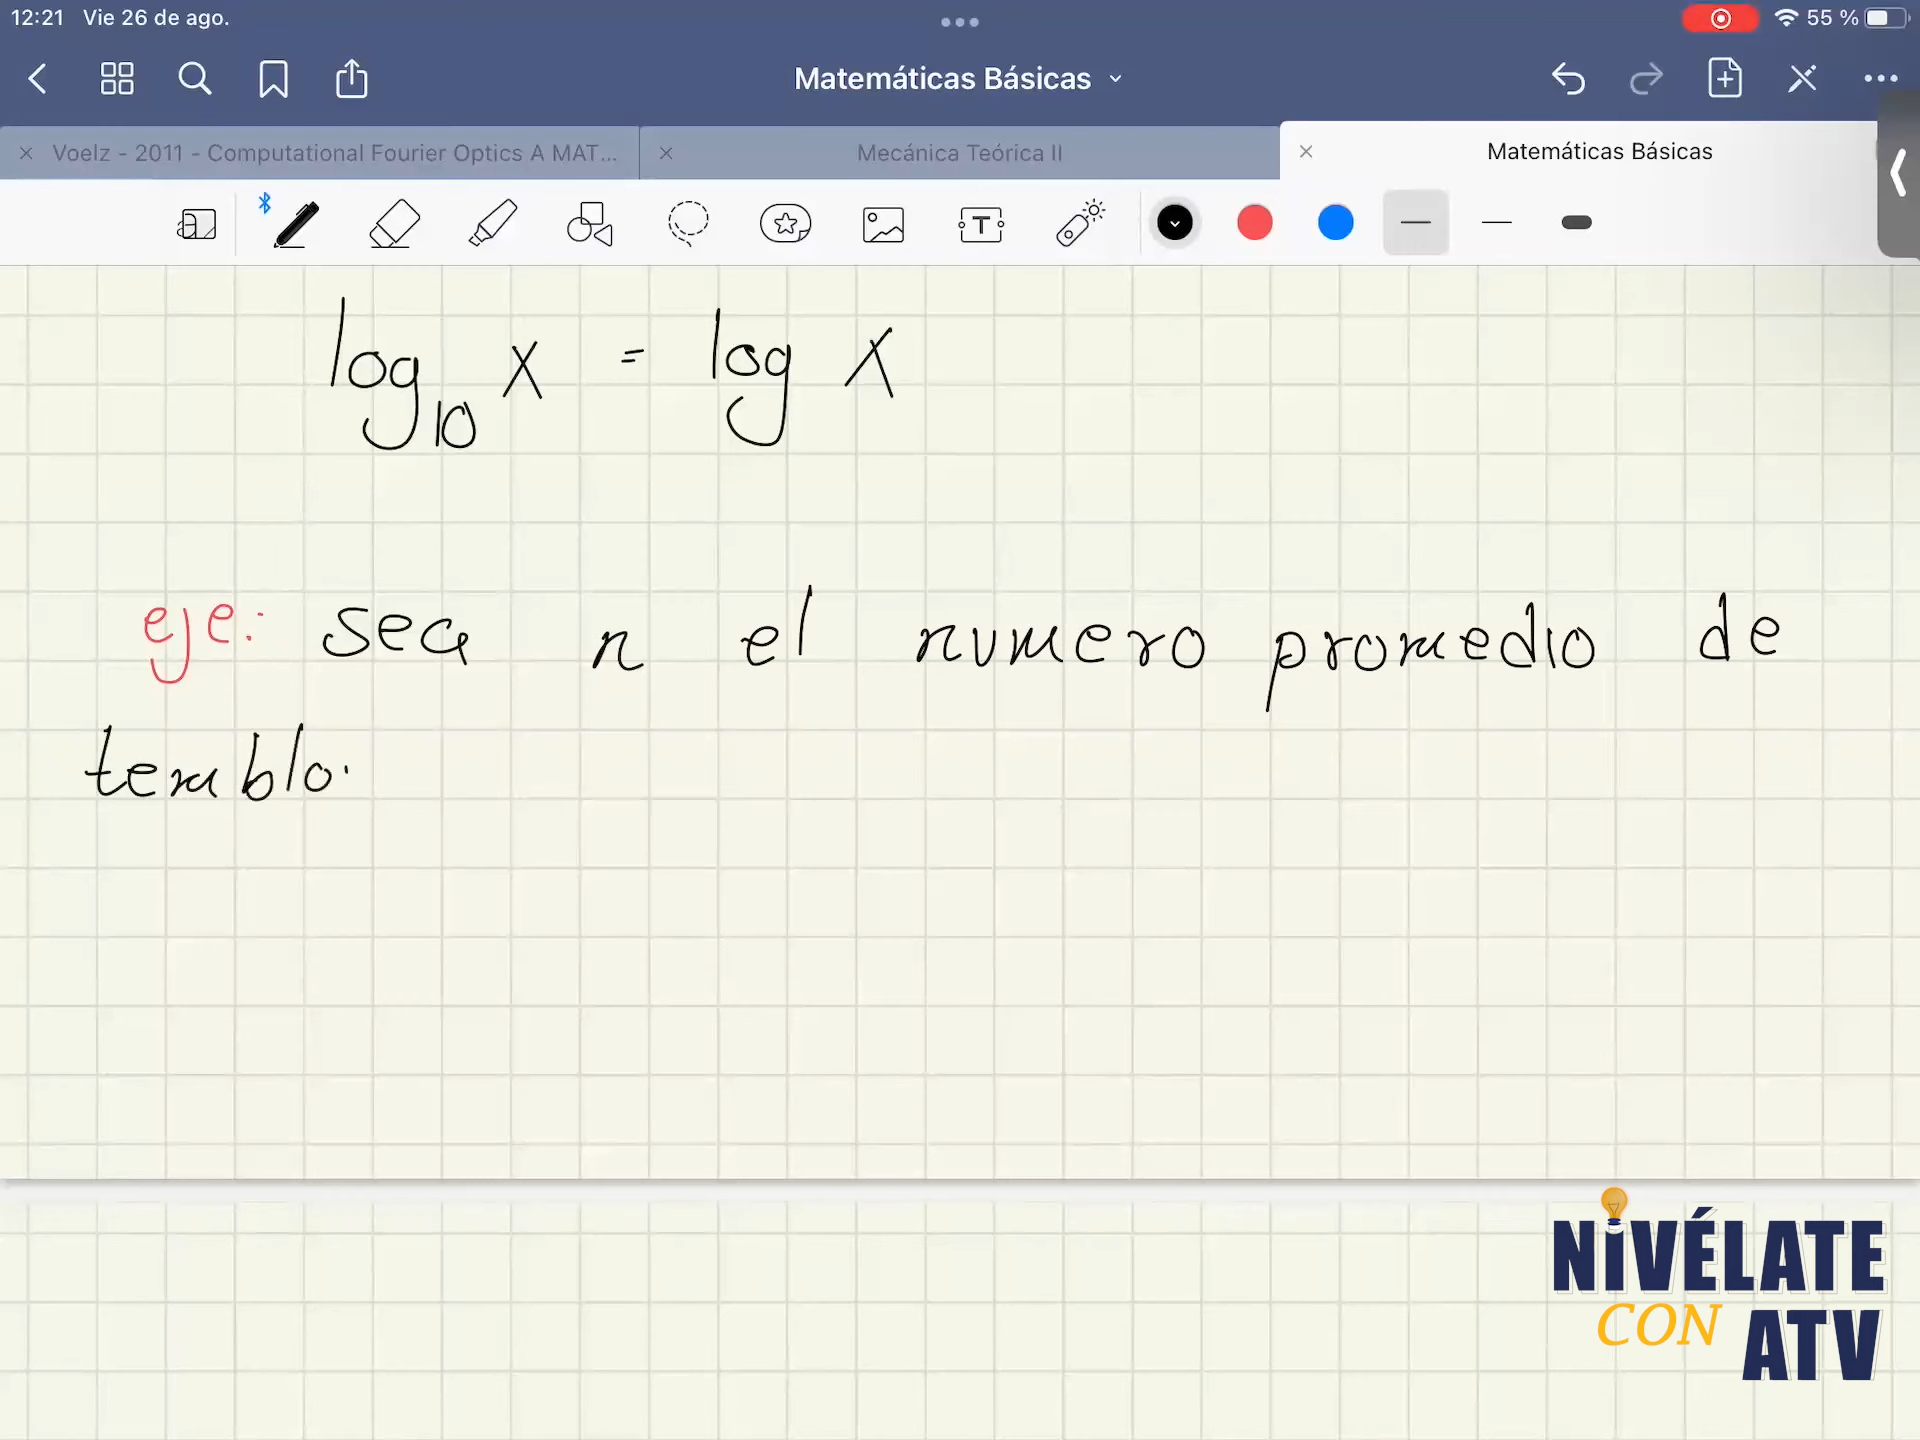 12:21 Vie 26 de ago. 55 %
Matemáticas Básicas
Voelz - 2011 - Computational Fourier Optics A MAT... Mecánica Teórica II Matemáticas Básicas
T
log₁₀ x = log x
eje: sea n el numero promedio de
temblo
NIVÉLATE
CON ATV